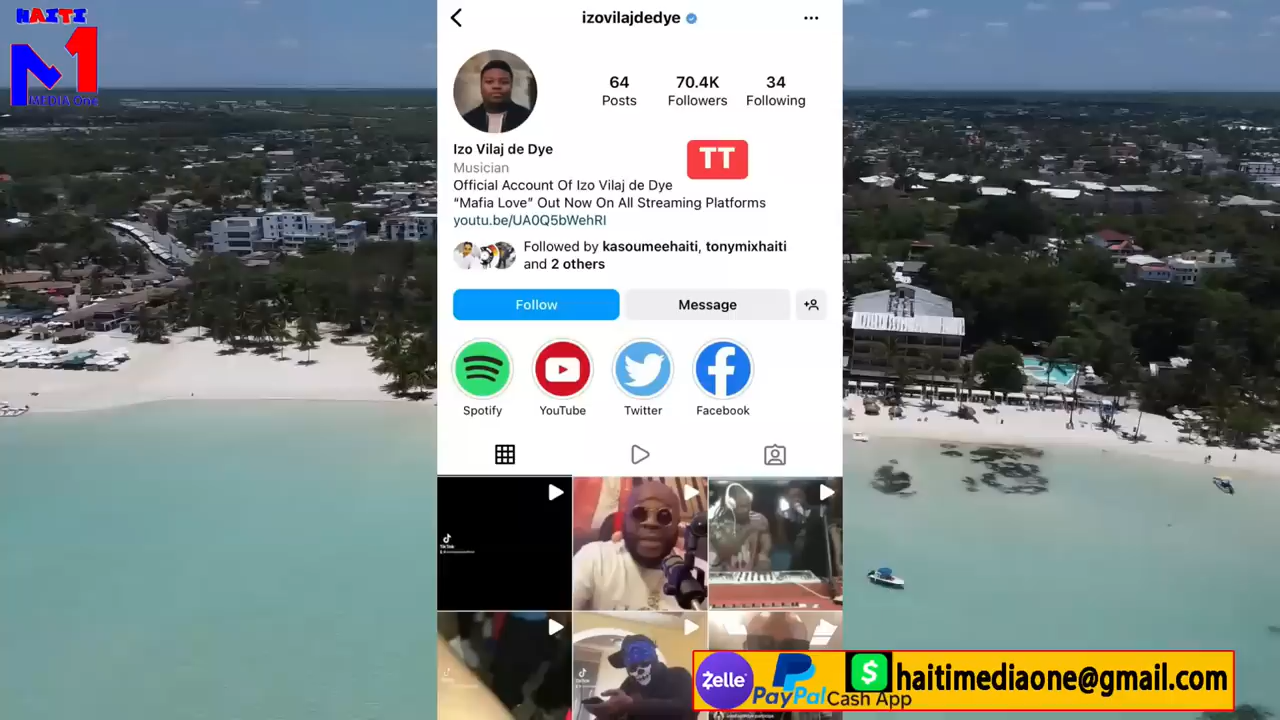 HAITI
M1
MEDIA One
izovilajdedye
64
Posts
70.4K
Followers
34
Following
Izo Vilaj de Dye
Musician
TT
Official Account Of Izo Vilaj de Dye
“Mafia Love” Out Now On All Streaming Platforms
youtu.be/UA0Q5bWehRI
Followed by kasoumeehaiti, tonymixhaiti
and 2 others
Follow
Message
Spotify
YouTube
Twitter
Facebook
Zelle
PayPal
$
Cash App
haitimediaone@gmail.com